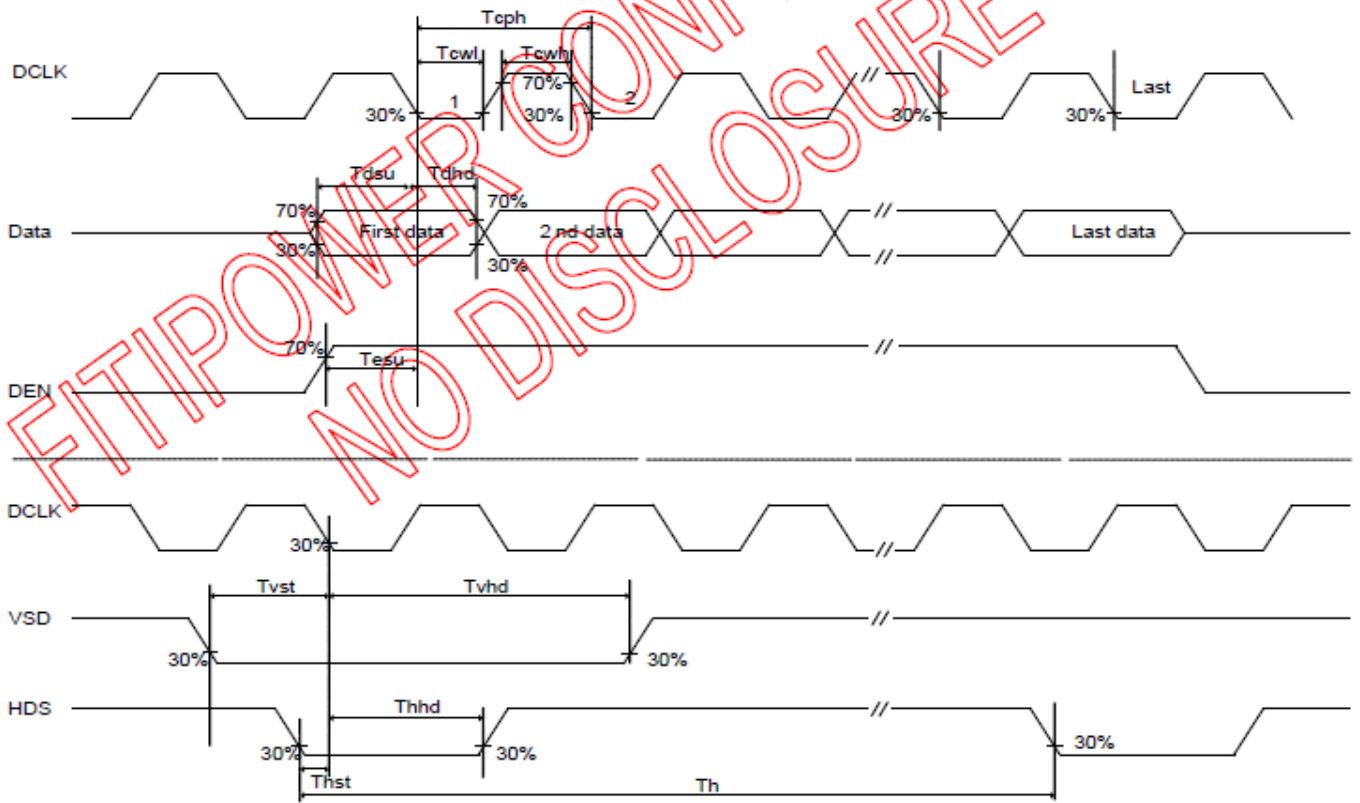 Tcph
Tcwl Tcwh
DCLK
70%
1
2
Last
30%
30%
30%
30%
Tdsu Tdhd
70%
70%
Data
First data
2 nd data
Last data
30%
30%
70%
Tesu
DEN
DCLK
30%
Tvst
Tvhd
VSD
30%
30%
HDS
Thhd
30%
30%
30%
Thst
Th
FITIPOWER CONF
NO DISCLOSURE